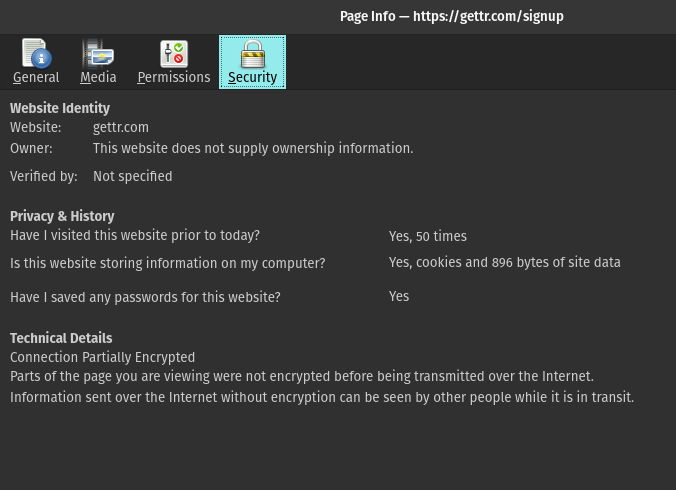 Page Info — https://gettr.com/signup
General Media Permissions Security
Website Identity
Website: gettr.com
Owner: This website does not supply ownership information.
Verified by: Not specified
Privacy & History
Have I visited this website prior to today? Yes, 50 times
Is this website storing information on my computer? Yes, cookies and 896 bytes of site data
Have I saved any passwords for this website? Yes
Technical Details
Connection Partially Encrypted
Parts of the page you are viewing were not encrypted before being transmitted over the Internet.
Information sent over the Internet without encryption can be seen by other people while it is in transit.